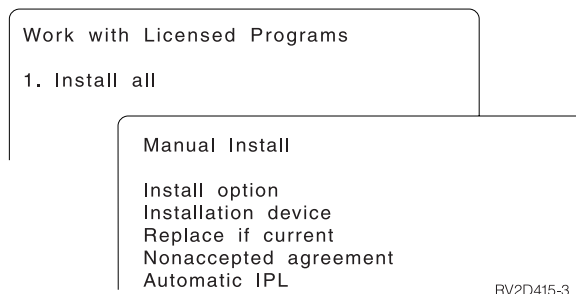 Work with Licensed Programs
1. Install all
Manual Install
Install option
Installation device
Replace if current
Nonaccepted agreement
Automatic IPL
RV2D415-3